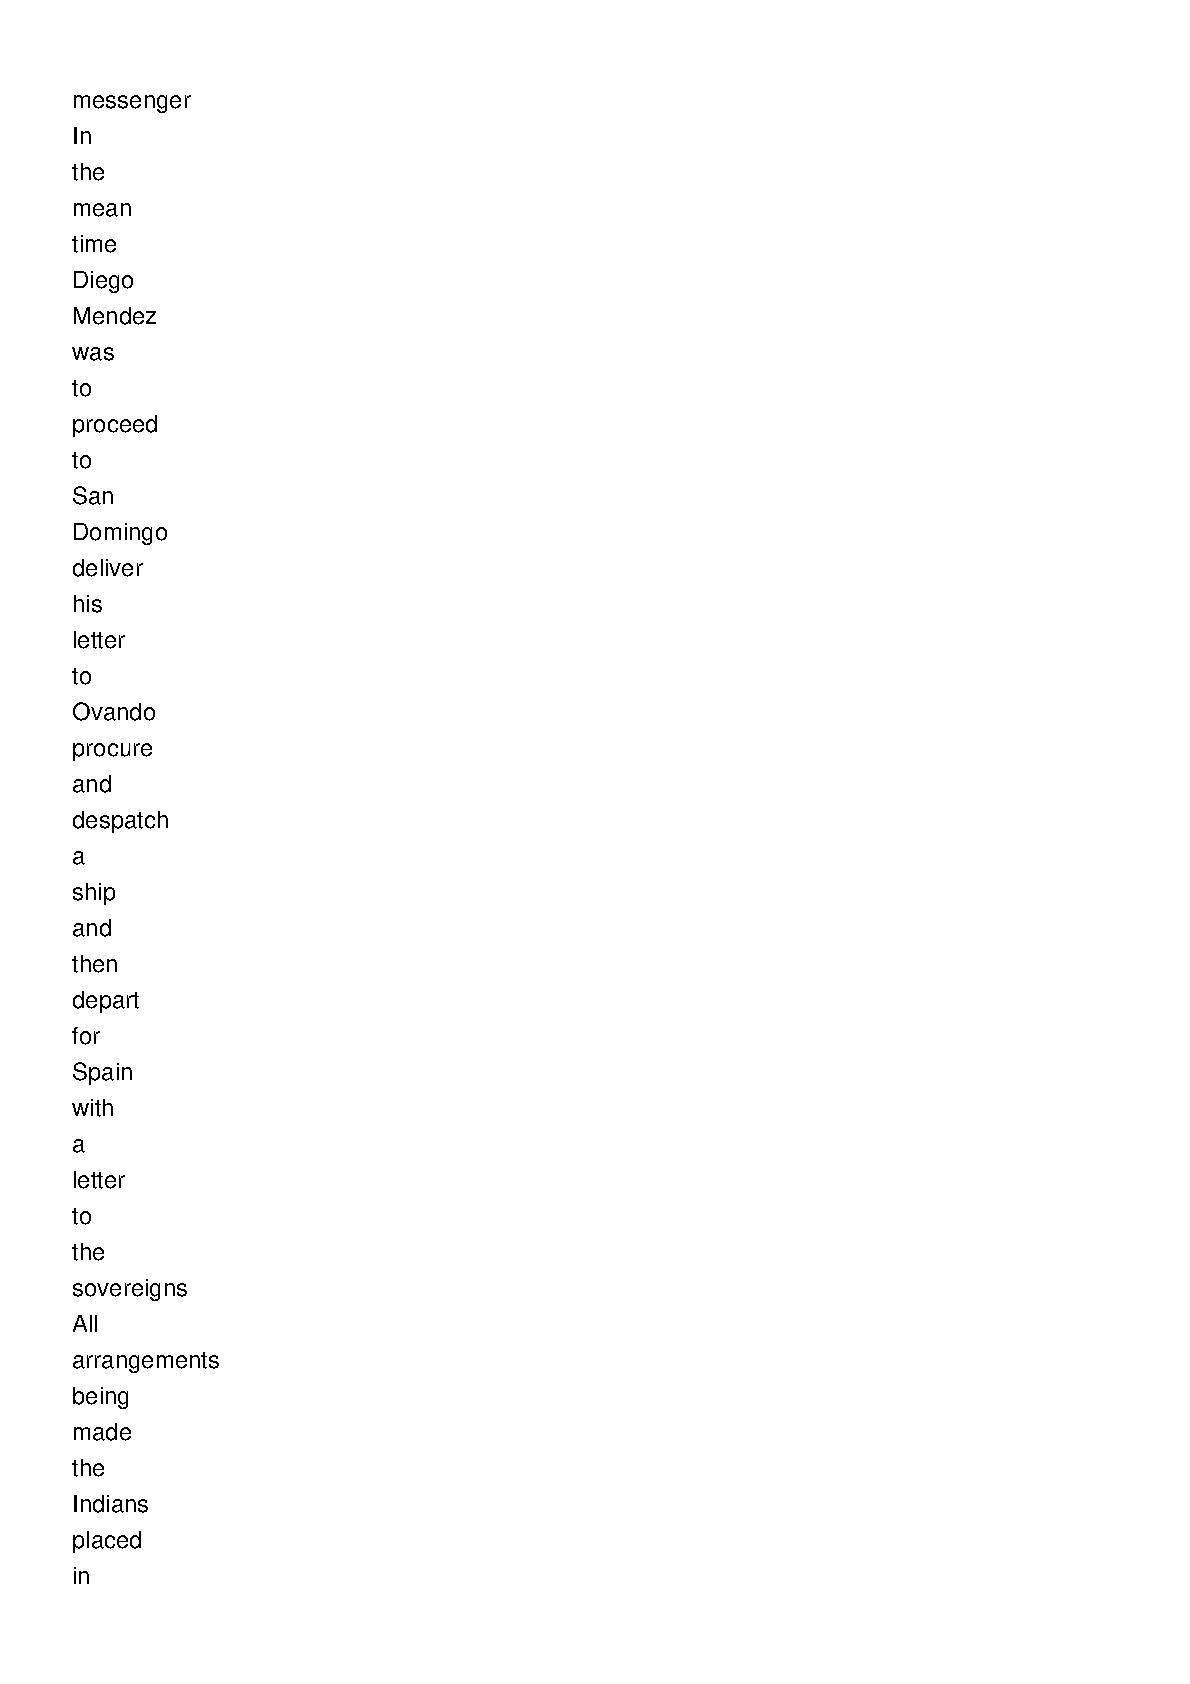 messenger
In
the
mean
time
Diego
Mendez
was
to
proceed
to
San
Domingo
deliver
his
letter
to
Ovando
procure
and
despatch
a
ship
and
then
depart
for
Spain
with
a
letter
to
the
sovereigns
All
arrangements
being
made
the
Indians
placed
in